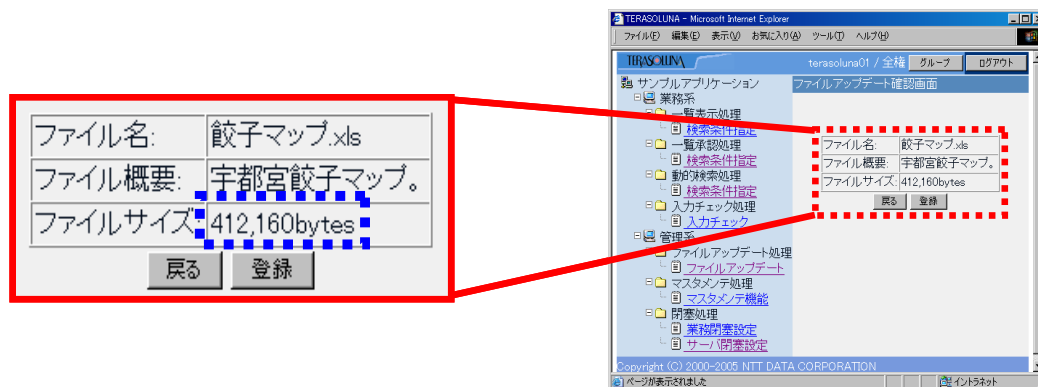 ファイル名: 餃子マップ.xls
ファイル概要: 宇都宮餃子マップ。
ファイルサイズ: 412,160bytes
戻る 登録
TERASOLUNA - Microsoft Internet Explorer
ファイル(F) 編集(E) 表示(V) お気に入り(A) ツール(T) ヘルプ(H)
TERASOLUNA terasoluna01 / 全権 グループ ログアウト
サンプルアプリケーション
ファイルアップデート確認画面
業務系
一覧表示処理
検索条件指定
一覧承認処理
検索条件指定
動的検索処理
検索条件指定
入力チェック処理
入力チェック
管理系
ファイルアップデート処理
ファイルアップデート
マスタメンテ処理
マスタメンテ機能
閉塞処理
業務閉塞設定
サーバ閉塞設定
ファイル名: 餃子マップ.xls
ファイル概要: 宇都宮餃子マップ。
ファイルサイズ: 412,160bytes
戻る 登録
Copyright (C) 2000-2005 NTT DATA CORPORATION
ページが表示されました イントラネット